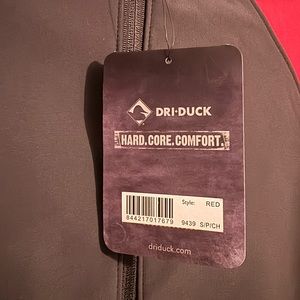 DRI·DUCK
HARD.CORE.COMFORT.
Style: RED
844217017679 9439 S/P/CH
driduck.com